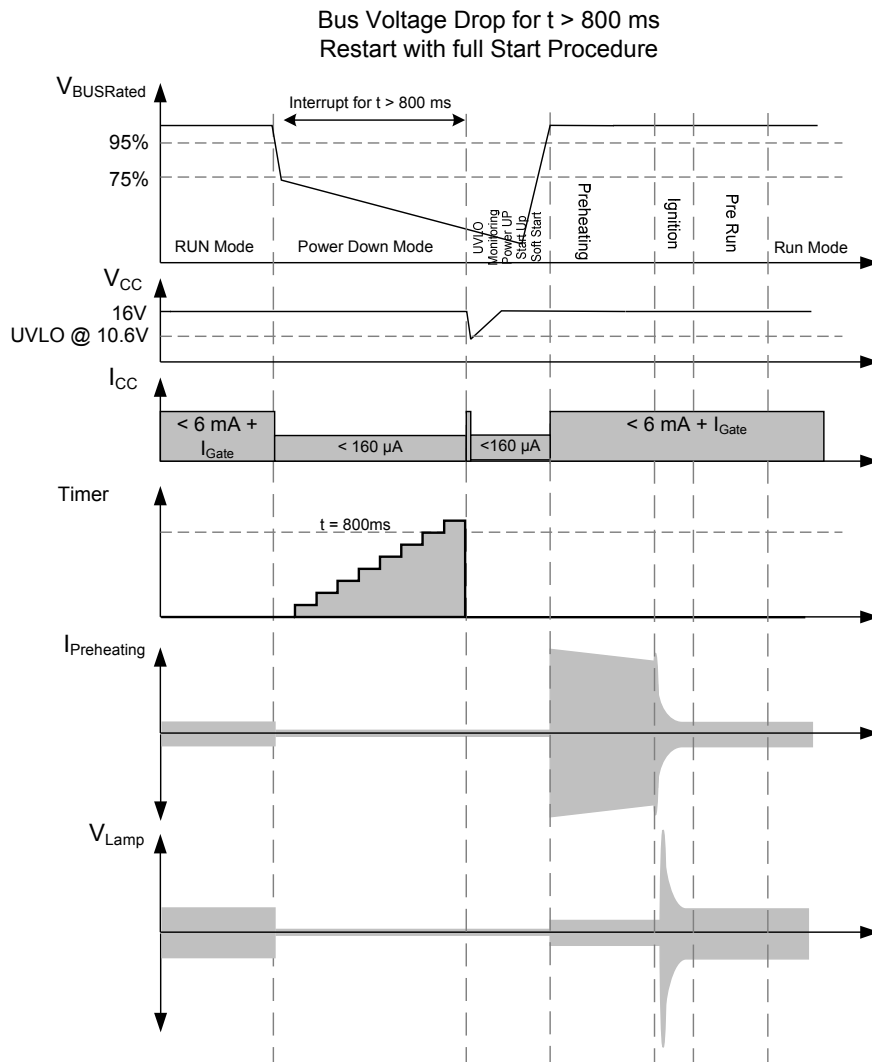 Bus Voltage Drop for t > 800 ms
Restart with full Start Procedure
VBUSRated
Interrupt for t > 800 ms
95%
75%
RUN Mode
Power Down Mode
UVLO
Monitoring
Power UP
Start Up
Soft Start
Preheating
Ignition
Pre Run
Run Mode
VCC
16V
UVLO @ 10.6V
ICC
< 6 mA +
IGate
< 160 µA
<160 µA
< 6 mA + IGate
Timer
t = 800ms
IPreheating
VLamp